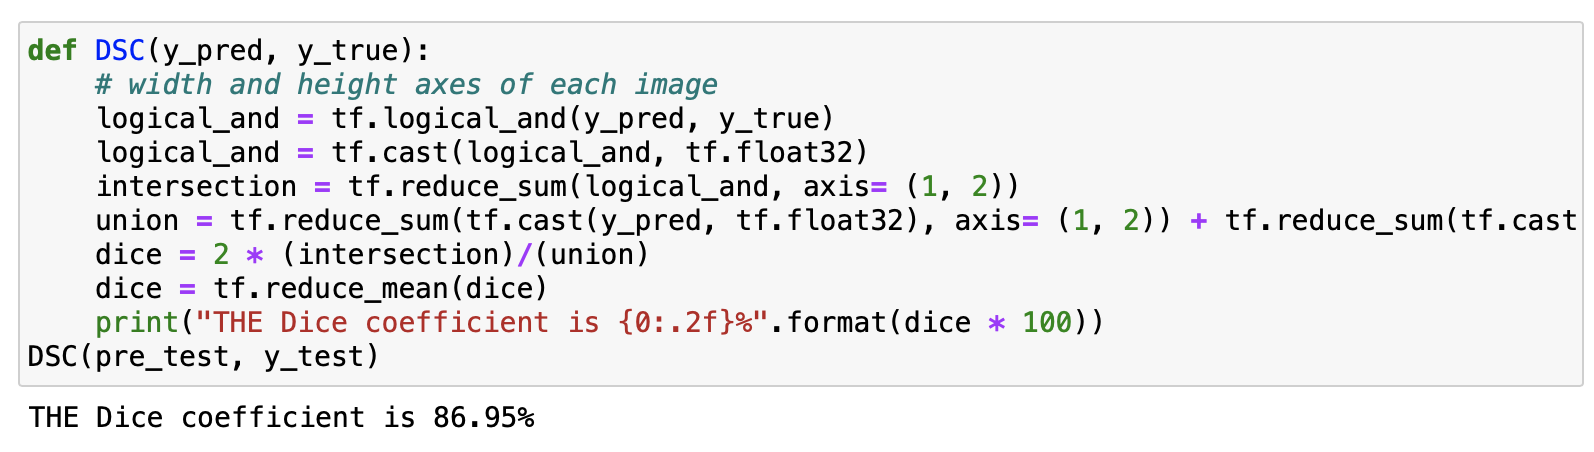 def DSC(y_pred, y_true):
    # width and height axes of each image
    logical_and = tf.logical_and(y_pred, y_true)
    logical_and = tf.cast(logical_and, tf.float32)
    intersection = tf.reduce_sum(logical_and, axis= (1, 2))
    union = tf.reduce_sum(tf.cast(y_pred, tf.float32), axis= (1, 2)) + tf.reduce_sum(tf.cast
    dice = 2 * (intersection)/(union)
    dice = tf.reduce_mean(dice)
    print("THE Dice coefficient is {0:.2f}%".format(dice * 100))
DSC(pre_test, y_test)
THE Dice coefficient is 86.95%